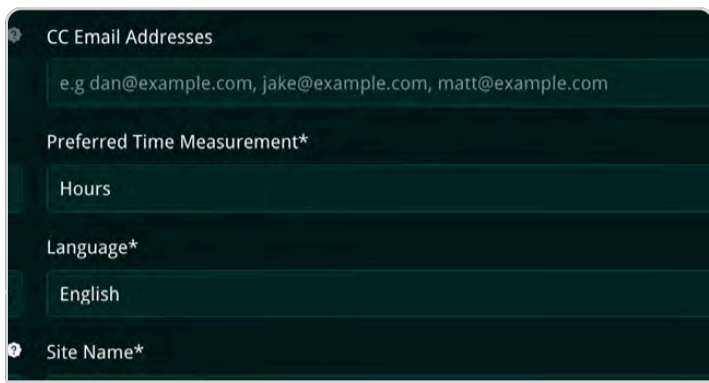 CC Email Addresses
e.g dan@example.com, jake@example.com, matt@example.com
Preferred Time Measurement*
Hours
Language*
English
Site Name*